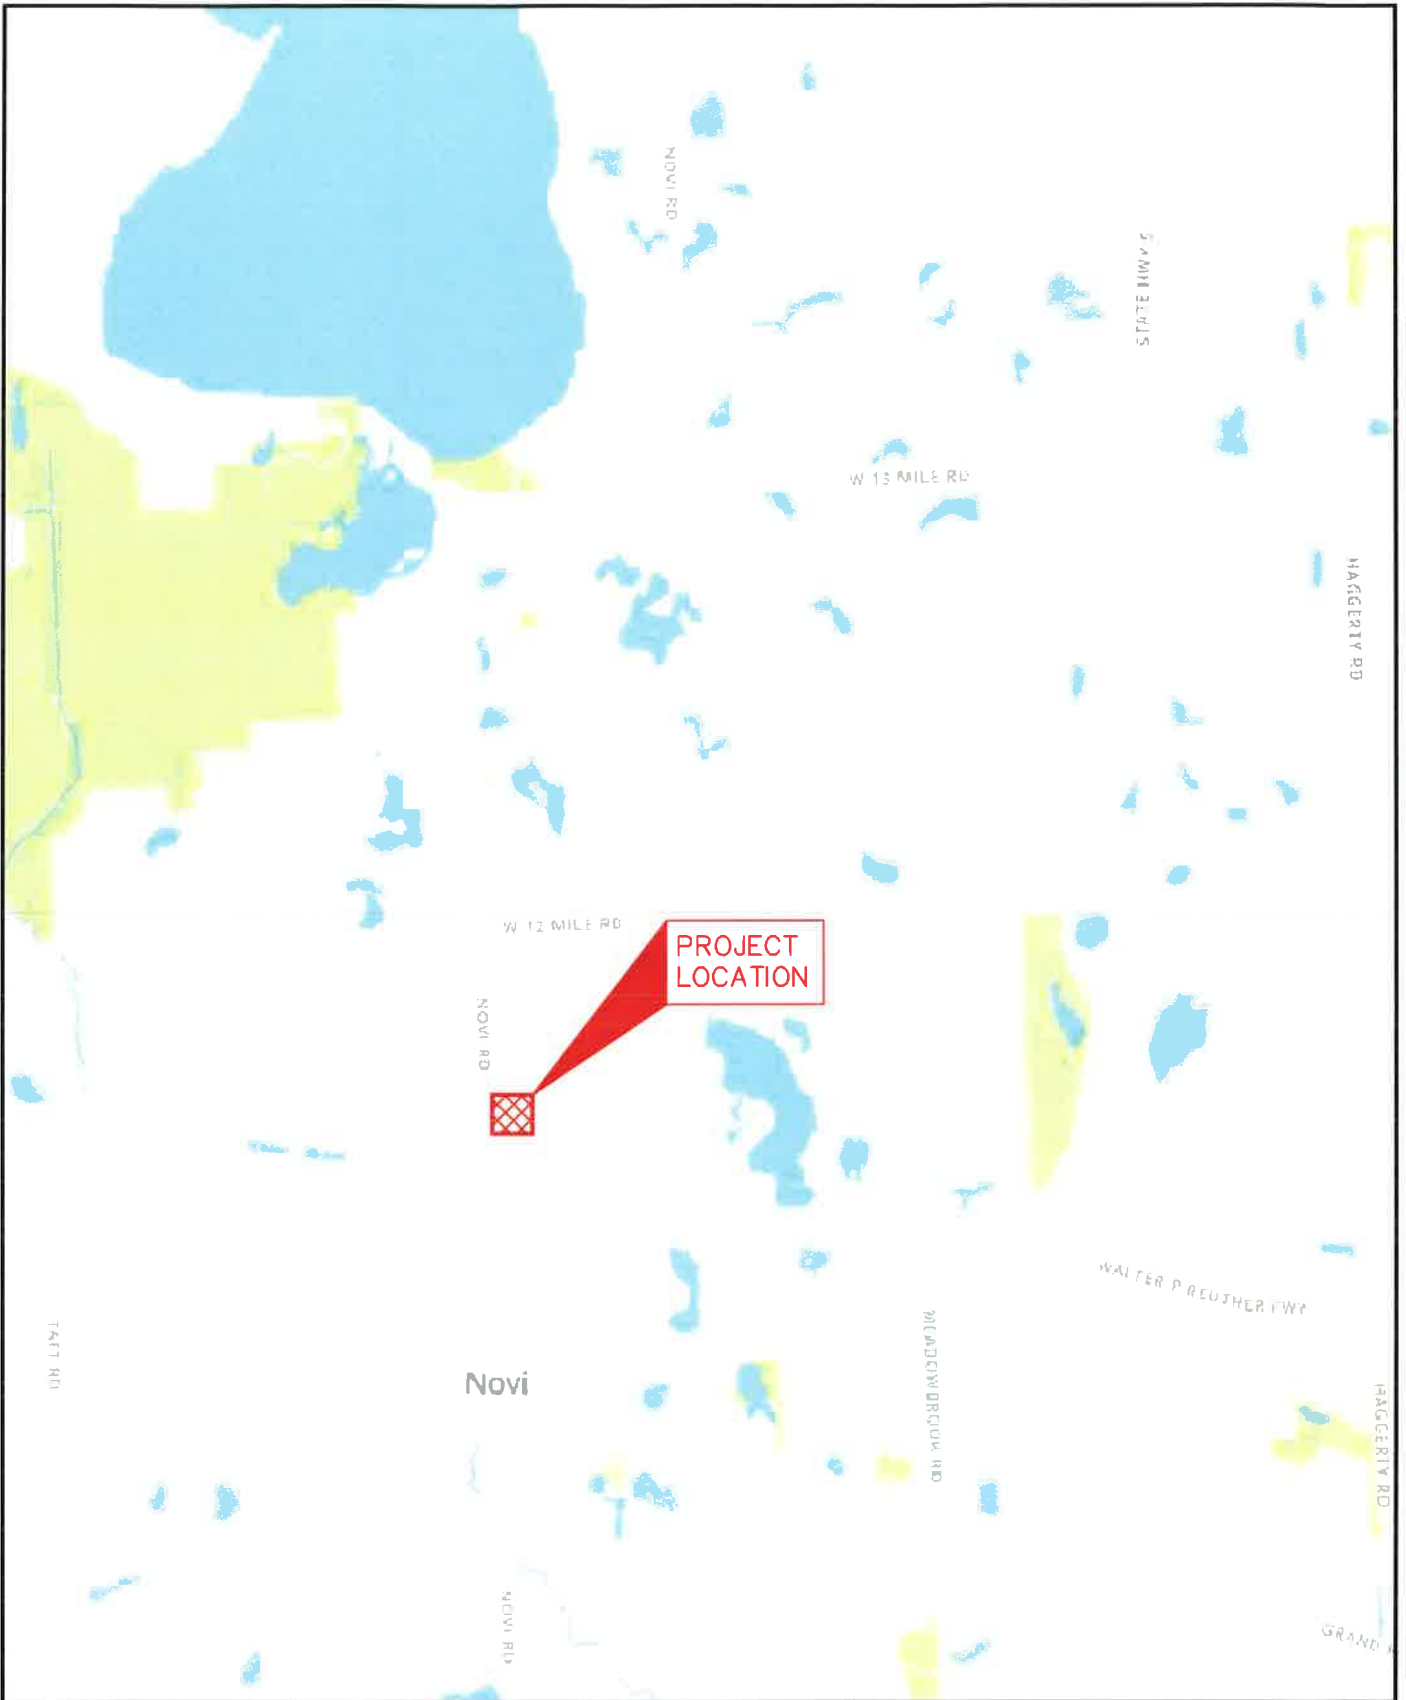 NOVI RD
STATE HWY 5
W 13 MILE RD
HAGGERTY RD
W 12 MILE RD
PROJECT
LOCATION
NOVI RD
WALTER P REUTHER FWY
TAFT RD
MEADOWBROOK RD
Novi
HAGGERTY RD
NOVI RD
GRAND